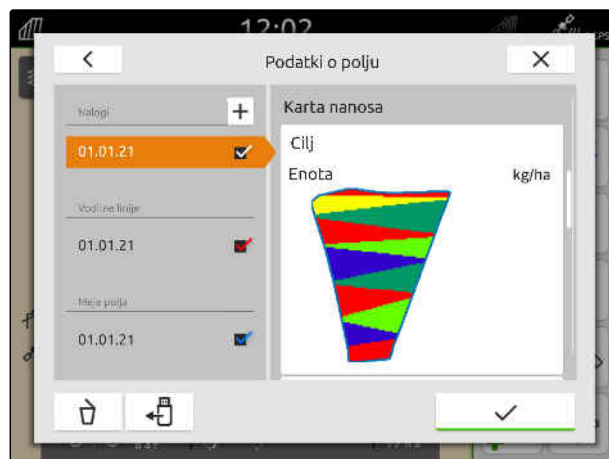 12:02
Podatki o polju
Nalogi
01.01.21
Vodilne linije
01.01.21
Meje polja
01.01.21
Karta nanosa
Cilj
Enota kg/ha